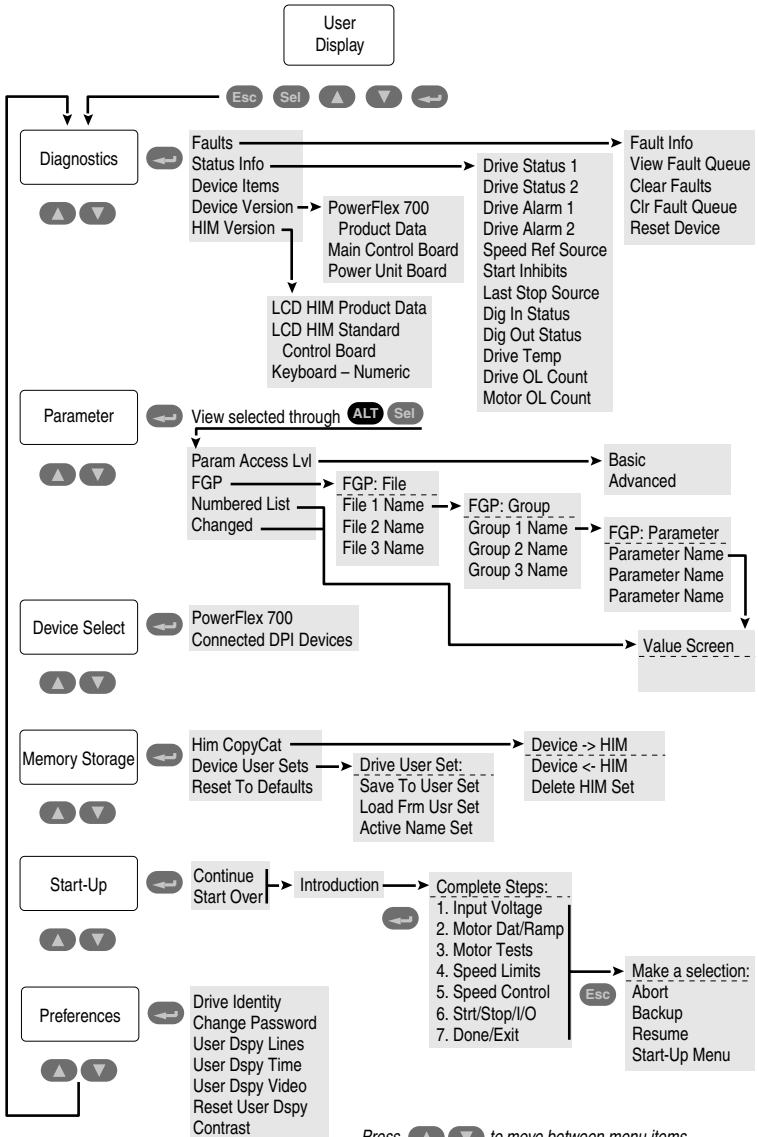 User
Display
Esc Sel
Diagnostics
Faults
Status Info
Device Items
Device Version
HIM Version
PowerFlex 700
Product Data
Main Control Board
Power Unit Board
LCD HIM Product Data
LCD HIM Standard
Control Board
Keyboard – Numeric
Drive Status 1
Drive Status 2
Drive Alarm 1
Drive Alarm 2
Speed Ref Source
Start Inhibits
Last Stop Source
Dig In Status
Dig Out Status
Drive Temp
Drive OL Count
Motor OL Count
Fault Info
View Fault Queue
Clear Faults
Clr Fault Queue
Reset Device
Parameter
View selected through ALT Sel
Param Access Lvl
FGP
Numbered List
Changed
FGP: File
File 1 Name
File 2 Name
File 3 Name
FGP: Group
Group 1 Name
Group 2 Name
Group 3 Name
Basic
Advanced
FGP: Parameter
Parameter Name
Parameter Name
Parameter Name
Value Screen
Device Select
PowerFlex 700
Connected DPI Devices
Memory Storage
Him CopyCat
Device User Sets
Reset To Defaults
Drive User Set:
Save To User Set
Load Frm Usr Set
Active Name Set
Device -> HIM
Device <- HIM
Delete HIM Set
Start-Up
Continue
Start Over
Introduction
Complete Steps:
1. Input Voltage
2. Motor Dat/Ramp
3. Motor Tests
4. Speed Limits
5. Speed Control
6. Strt/Stop/I/O
7. Done/Exit
Esc
Make a selection:
Abort
Backup
Resume
Start-Up Menu
Preferences
Drive Identity
Change Password
User Dspy Lines
User Dspy Time
User Dspy Video
Reset User Dspy
Contrast
Press to move between menu items